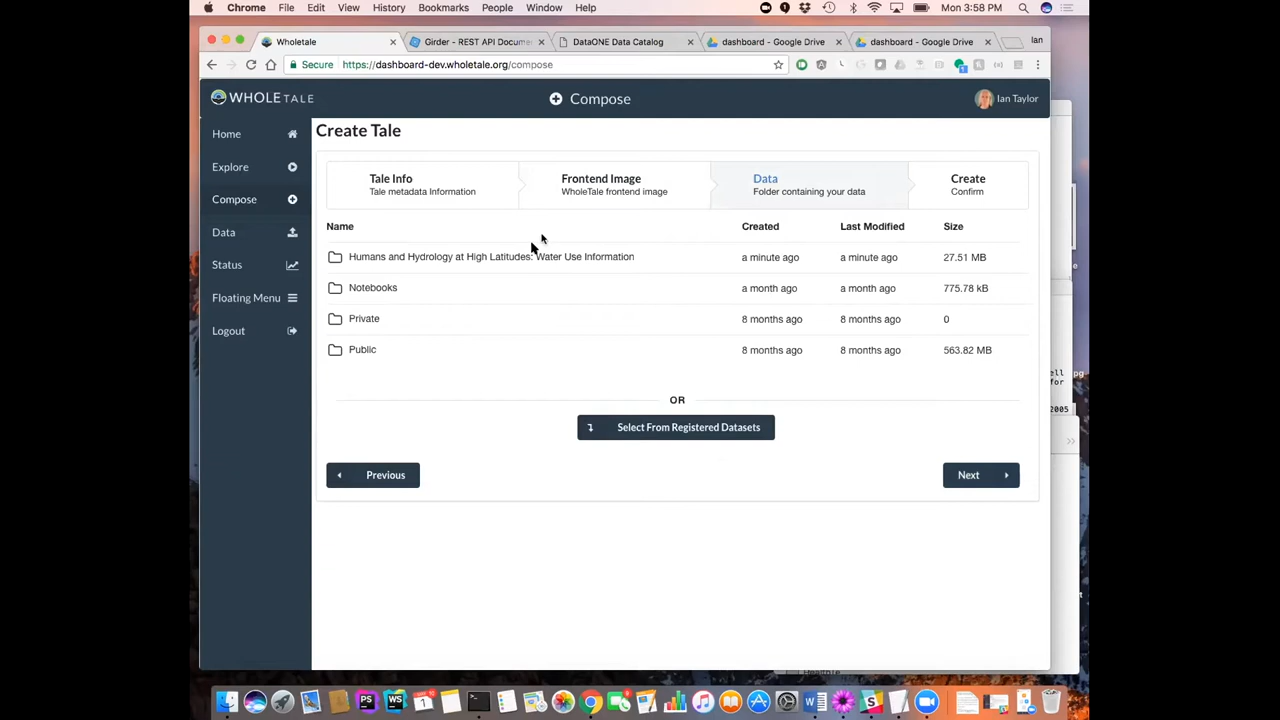 Chrome File Edit View History Bookmarks People Window Help Mon 3:58 PM
Wholetale Girder - REST API Docume DataONE Data Catalog dashboard - Google Drive dashboard - Google Drive Ian
Secure https://dashboard-dev.wholetale.org/compose
WHOLETALE Compose Ian Taylor
Home
Explore
Compose
Data
Status
Floating Menu
Logout
Create Tale
Tale Info Frontend Image Data Create
Tale metadata Information WholeTale frontend image Folder containing your data Confirm
Name Created Last Modified Size
Humans and Hydrology at High Latitudes: Water Use Information a minute ago a minute ago 27.51 MB
Notebooks a month ago a month ago 775.78 kB
Private 8 months ago 8 months ago 0
Public 8 months ago 8 months ago 563.82 MB
OR
Select From Registered Datasets
Previous Next
ell pg
for
2005